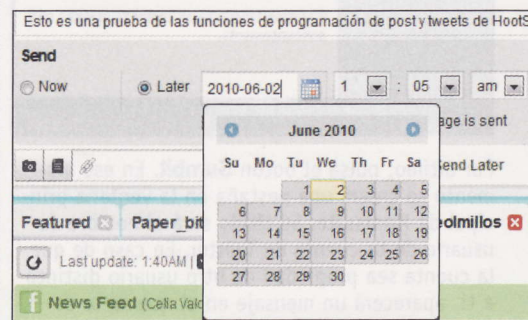 Esto es una prueba de las funciones de programación de post y tweets de HootS
Send
Now Later 2010-06-02 1 : 05 am
age is sent
June 2010
Su Mo Tu We Th Fr Sa
end Later
1 2 3 4 5
6 7 8 9 10 11 12
13 14 15 16 17 18 19
20 21 22 23 24 25 26
27 28 29 30
Featured Paper_bit eolmillos
Last update: 1:40AM |
News Feed (Celia Val